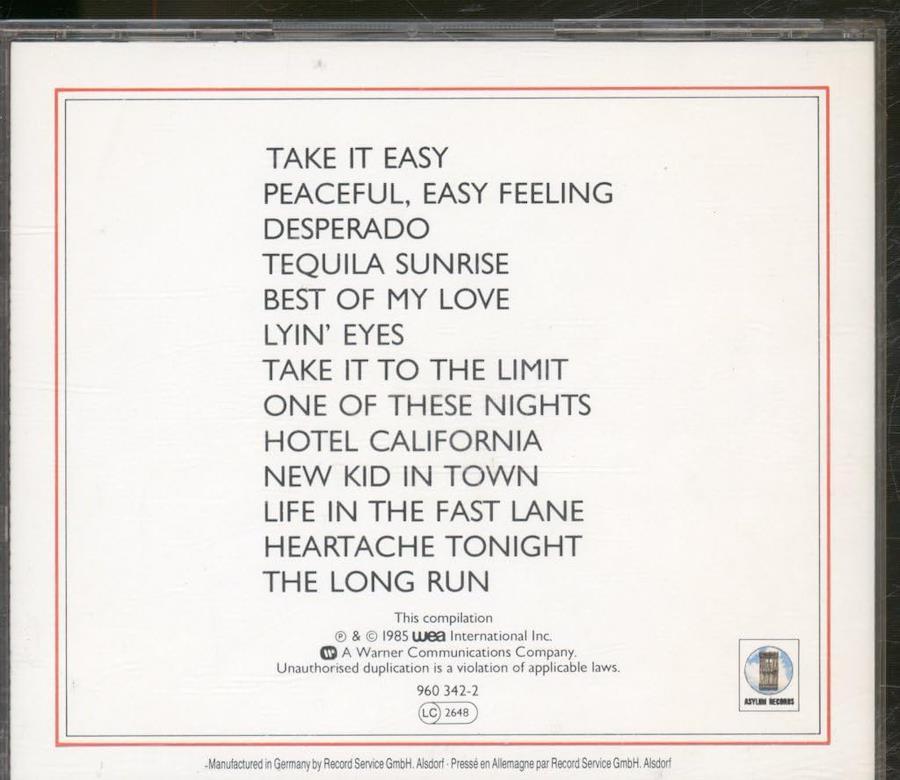 TAKE IT EASY
PEACEFUL, EASY FEELING
DESPERADO
TEQUILA SUNRISE
BEST OF MY LOVE
LYIN' EYES
TAKE IT TO THE LIMIT
ONE OF THESE NIGHTS
HOTEL CALIFORNIA
NEW KID IN TOWN
LIFE IN THE FAST LANE
HEARTACHE TONIGHT
THE LONG RUN
This compilation
℗ & © 1985 wea International Inc.
A Warner Communications Company.
Unauthorised duplication is a violation of applicable laws.
960 342-2
LC 2648
ASYLUM RECORDS
-Manufactured in Germany by Record Service GmbH. Alsdorf · Pressé en Allemagne par Record Service GmbH. Alsdorf